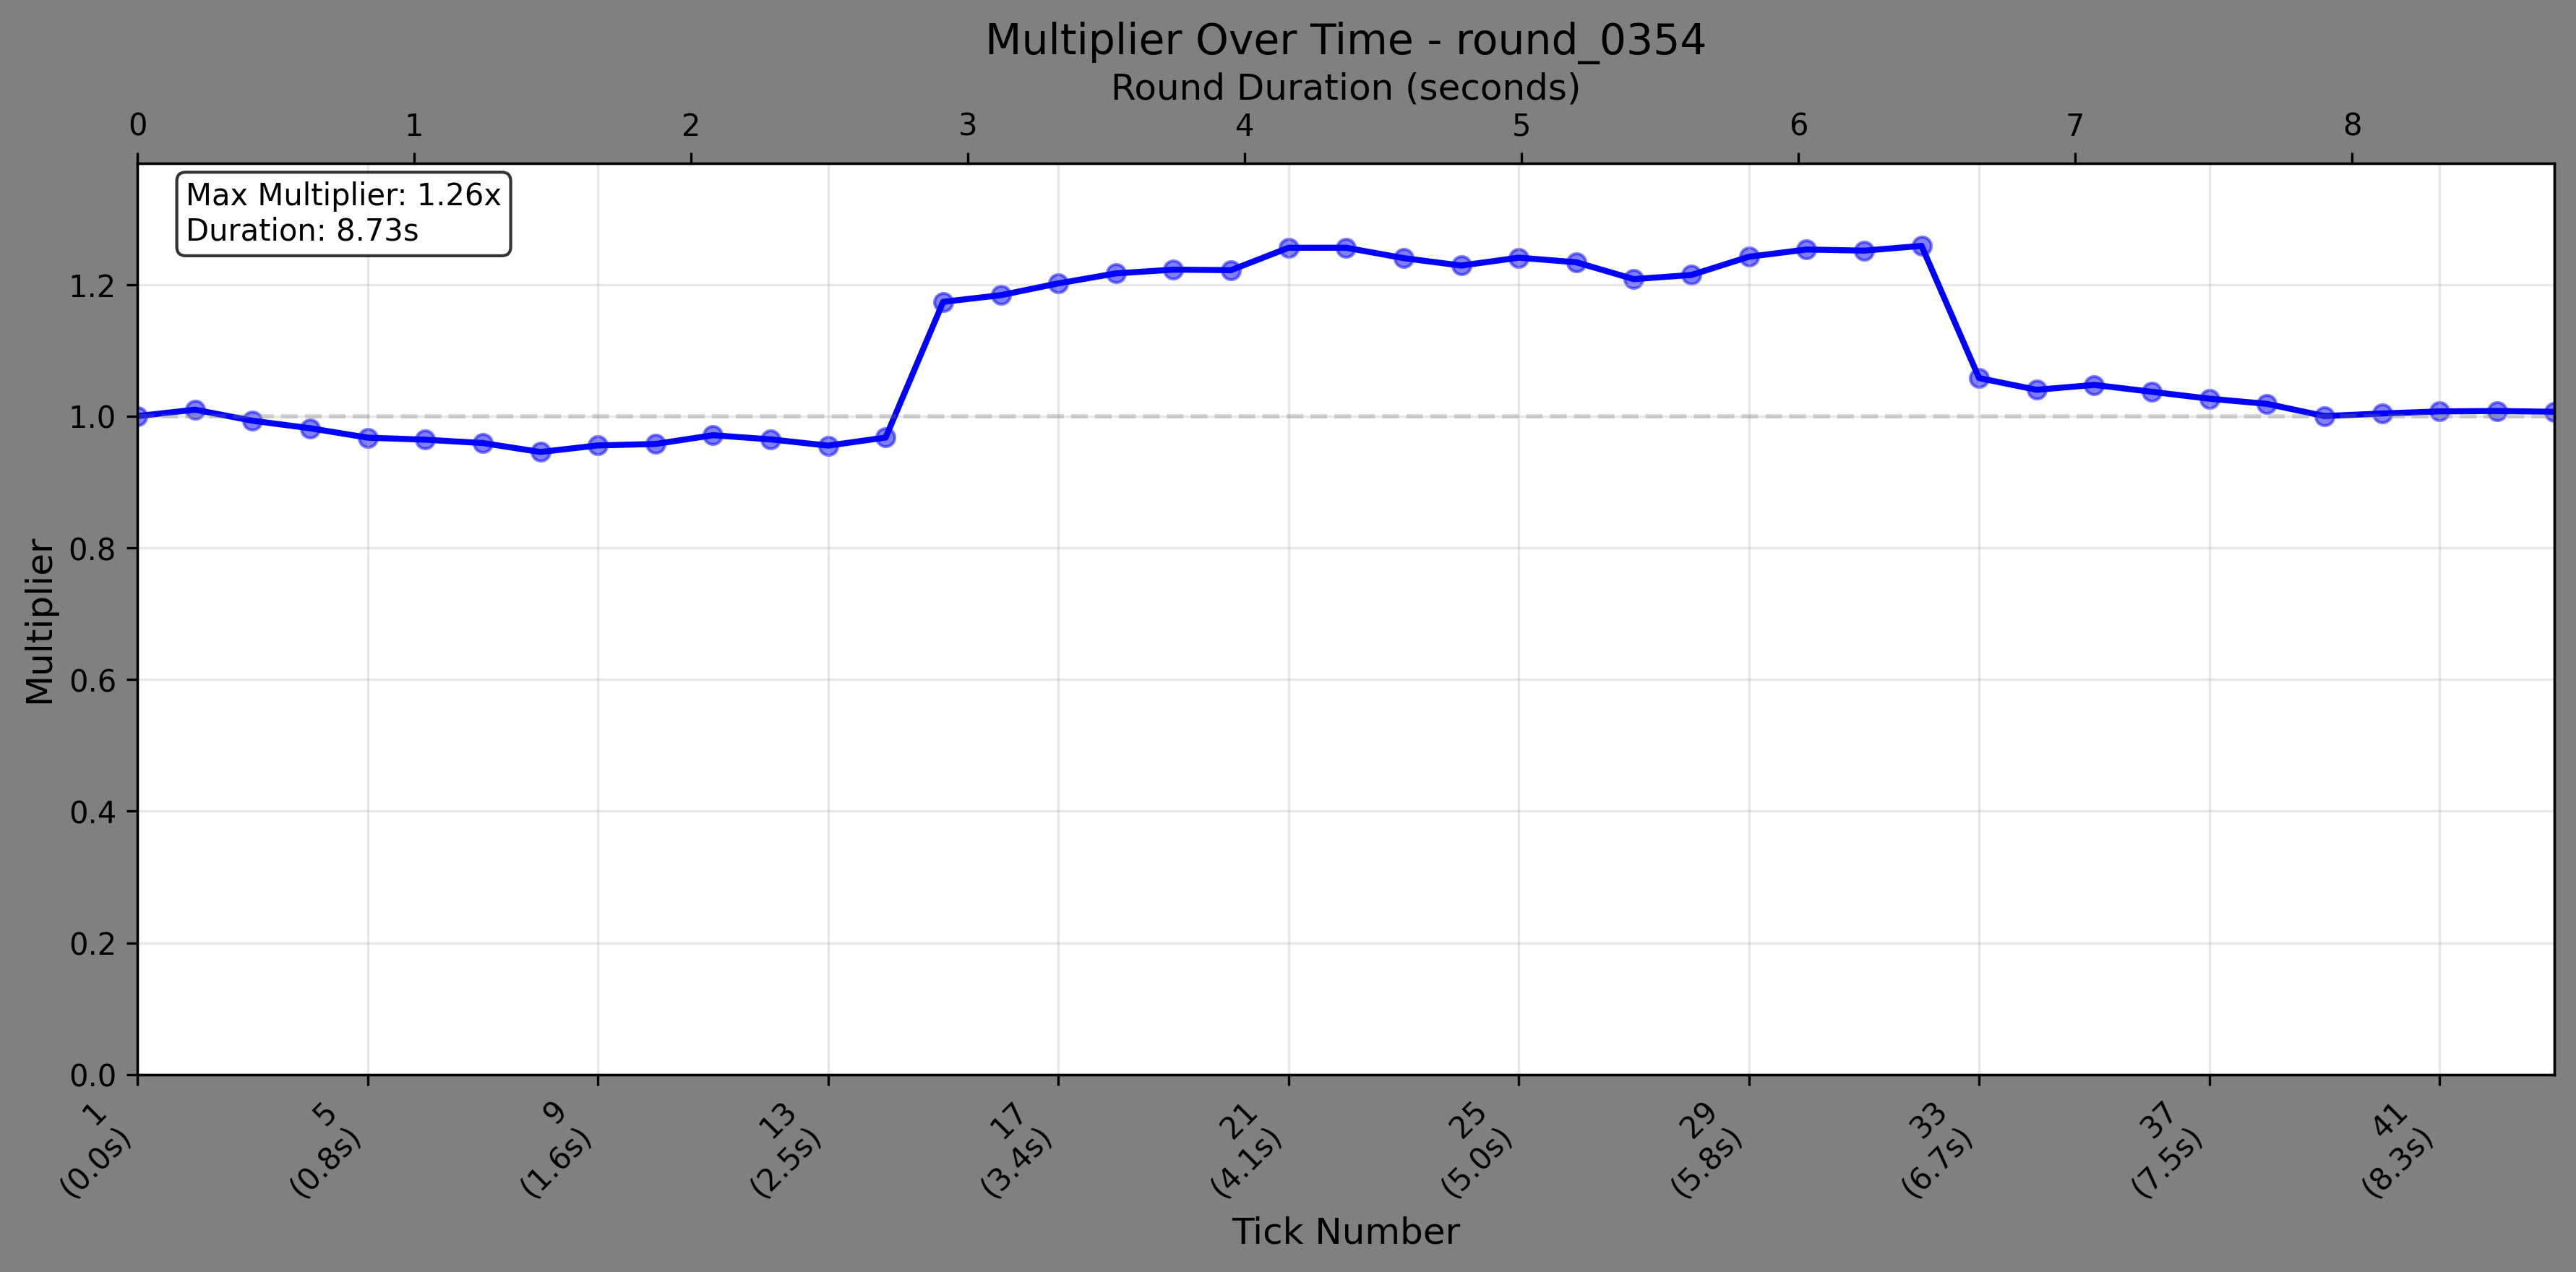 Multiplier Over Time - round_0354
Round Duration (seconds)
0 1 2 3 4 5 6 7 8
Max Multiplier: 1.26x
Duration: 8.73s
Multiplier
1.2
1.0
0.8
0.6
0.4
0.2
0.0
1
(0.0s)
5
(0.8s)
9
(1.6s)
13
(2.5s)
17
(3.4s)
21
(4.1s)
25
(5.0s)
29
(5.8s)
33
(6.7s)
37
(7.5s)
41
(8.3s)
Tick Number